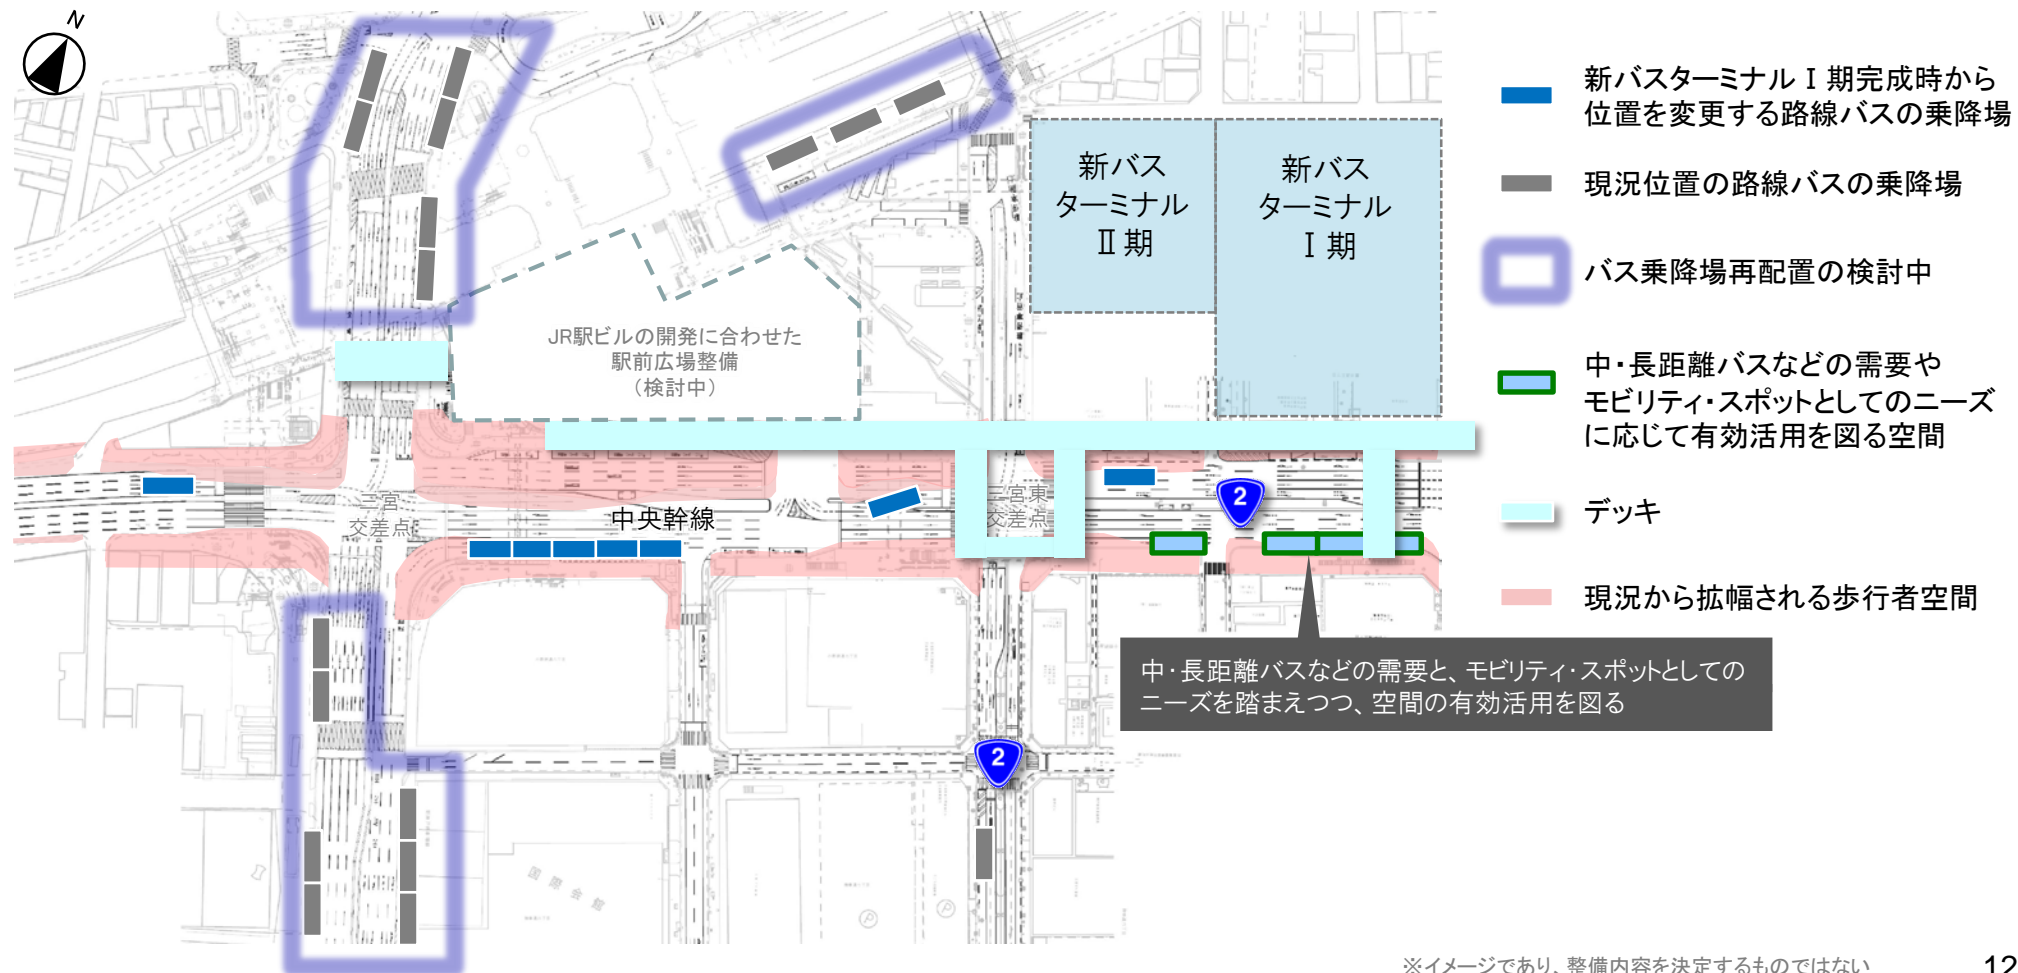 N
新バスターミナルⅠ期完成時から
位置を変更する路線バスの乗降場
現況位置の路線バスの乗降場
バス乗降場再配置の検討中
中・長距離バスなどの需要や
モビリティ・スポットとしてのニーズ
に応じて有効活用を図る空間
デッキ
現況から拡幅される歩行者空間
新バス
ターミナル
Ⅱ期
新バス
ターミナル
Ⅰ期
JR駅ビルの開発に合わせた
駅前広場整備
（検討中）
三宮
交差点
中央幹線
三宮東
交差点
2
中・長距離バスなどの需要と、モビリティ・スポットとしての
ニーズを踏まえつつ、空間の有効活用を図る
2
国際会館
P
P
※イメージであり、整備内容を決定するものではない
12